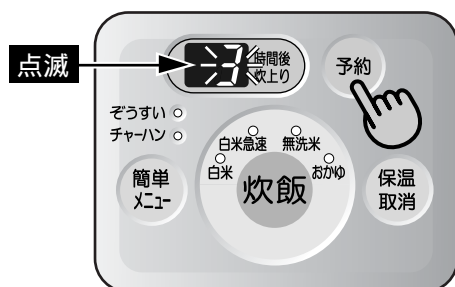 点滅
3
時間後
炊上り
予約
ぞうすい
チャーハン
白米急速
無洗米
白米
おかゆ
簡単
メニュー
炊飯
保温
取消